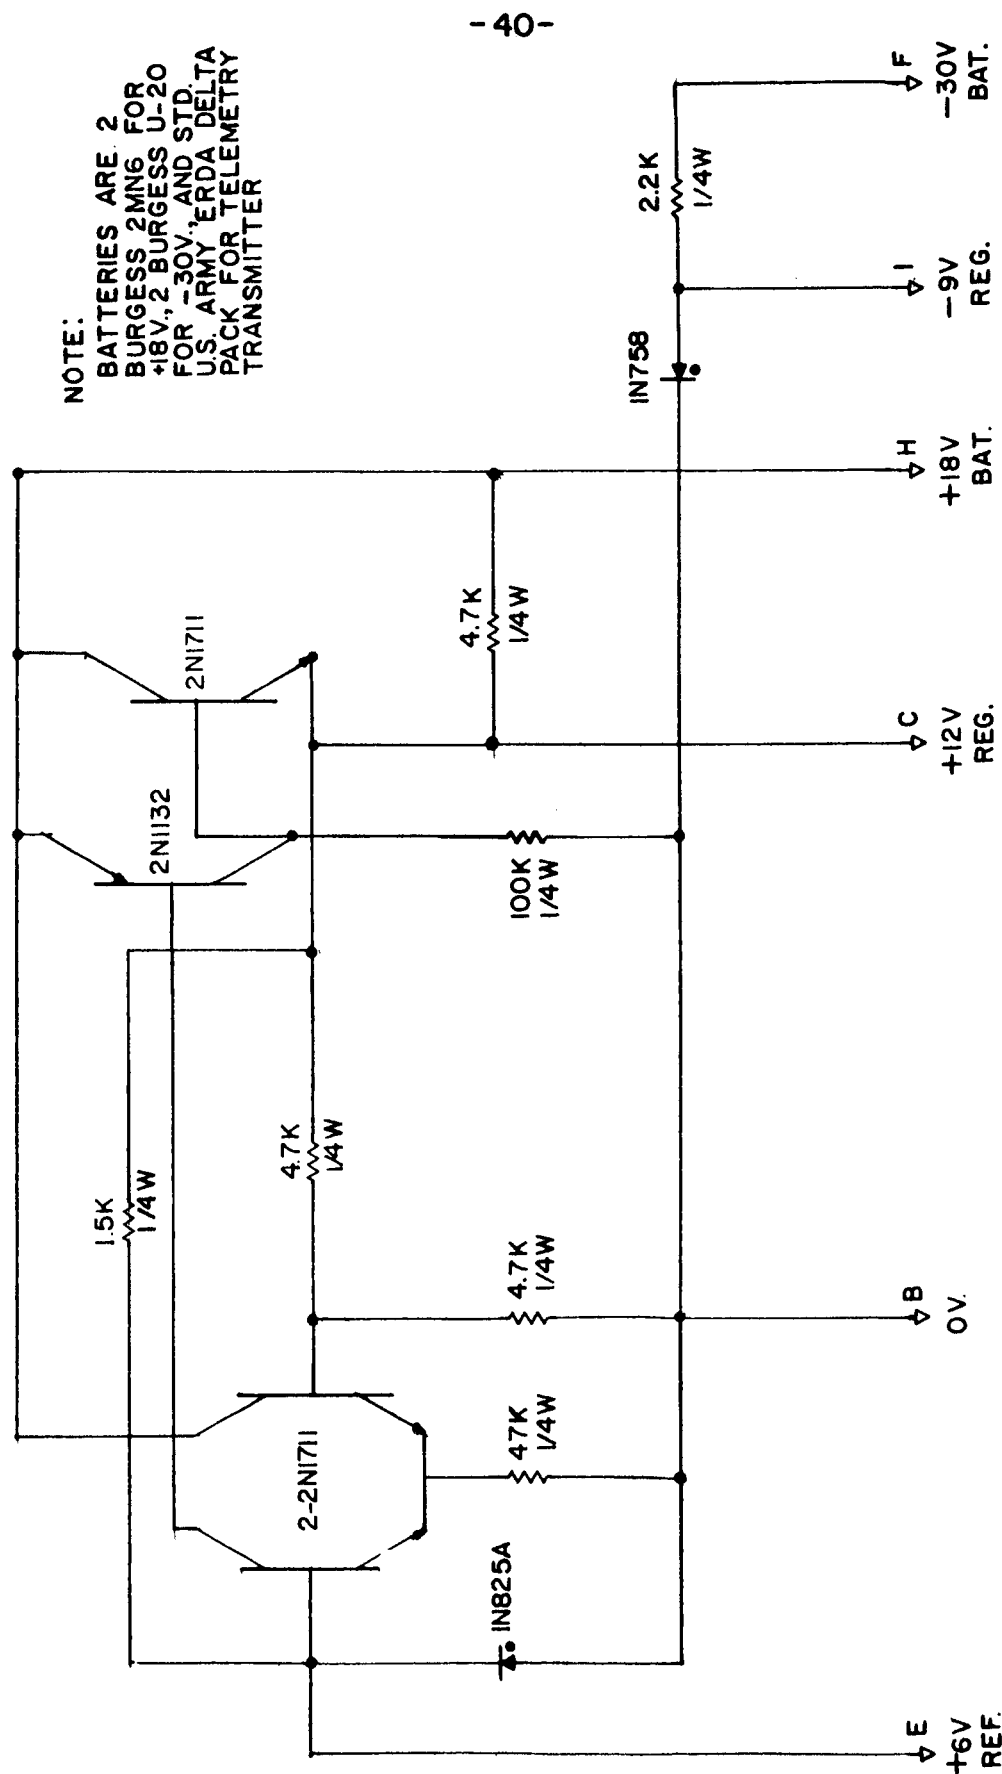 -40-
NOTE:
BATTERIES ARE 2
BURGESS 2MN6 FOR
+18V., 2 BURGESS U-20
FOR -30V., AND STD.
U.S. ARMY ERDA DELTA
PACK FOR TELEMETRY
TRANSMITTER
1.5K
1/4W
2N1132
2N1711
4.7K
1/4W
2-2N1711
4.7K
1/4W
47K
1/4W
4.7K
1/4W
100K
1/4W
1N825A
1N758
2.2K
1/4W
E
+6V
REF.
B
0V.
C
+12V
REG.
H
+18V
BAT.
I
-9V
REG.
F
-30V
BAT.